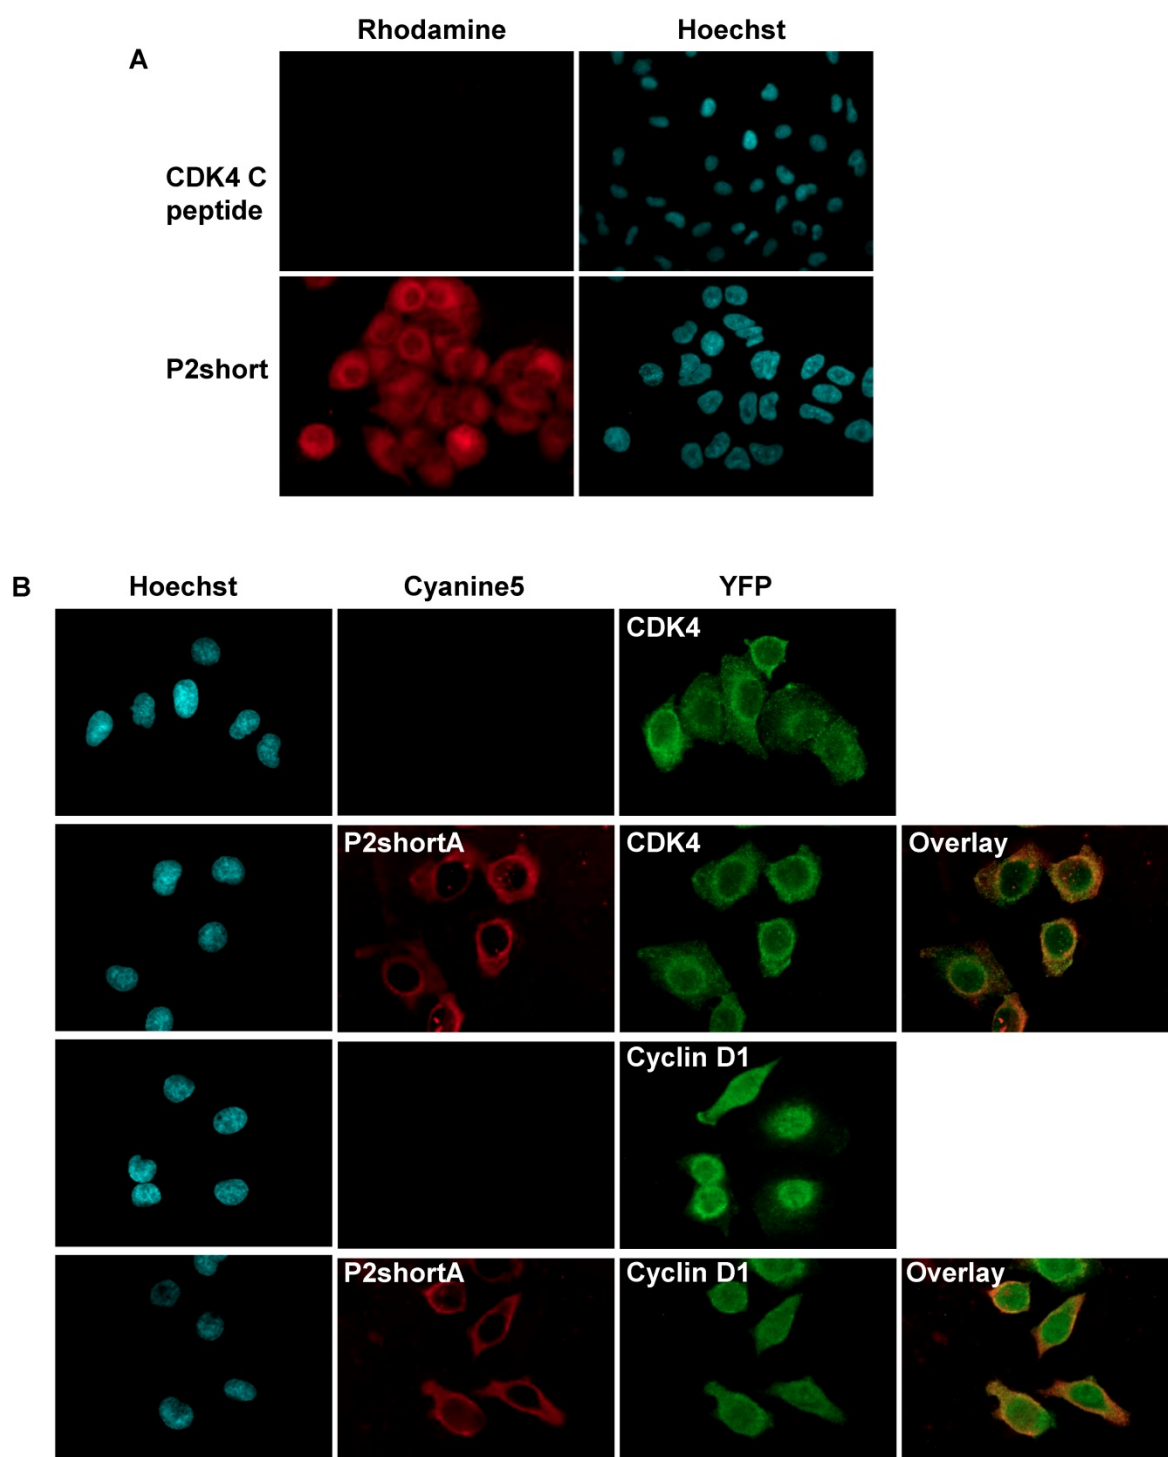 A
Rhodamine
Hoechst
CDK4 C
peptide
P2short
B
Hoechst
Cyanine5
YFP
CDK4
P2shortA
CDK4
Overlay
Cyclin D1
P2shortA
Cyclin D1
Overlay